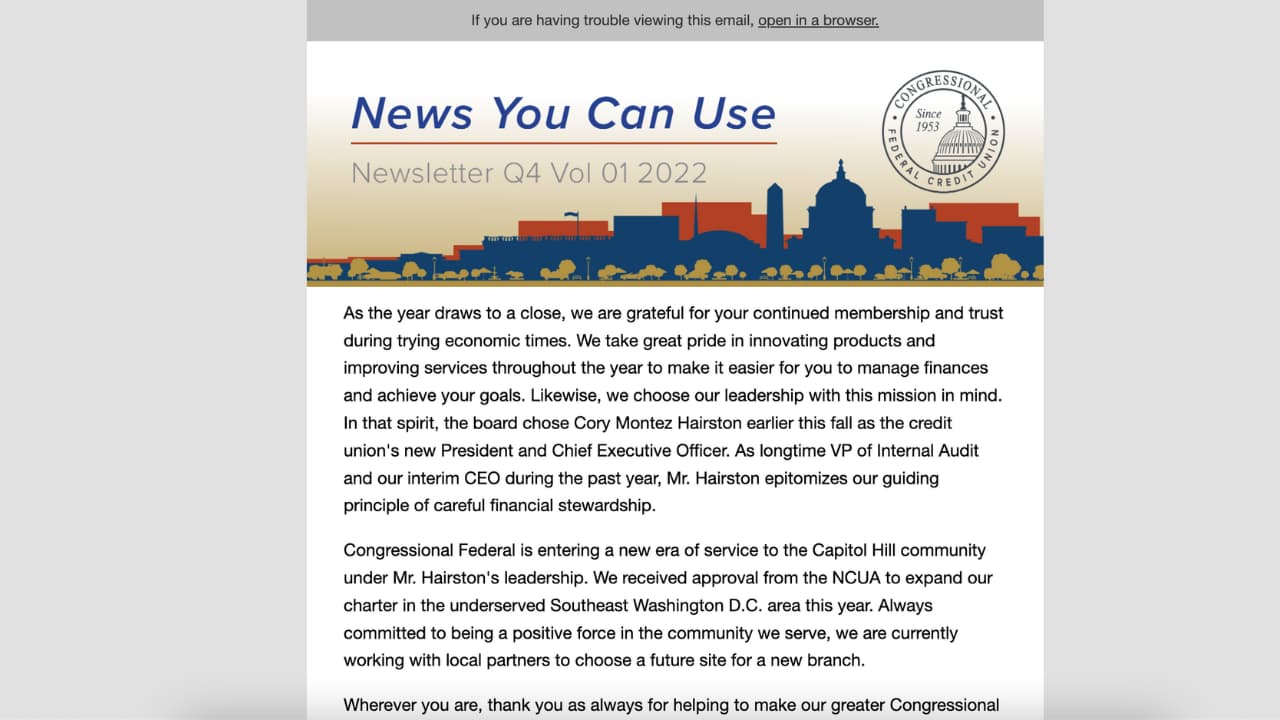 If you are having trouble viewing this email, open in a browser.
News You Can Use
Newsletter Q4 Vol 01 2022
CONGRESSIONAL
Since
1953
FEDERAL CREDIT UNION
As the year draws to a close, we are grateful for your continued membership and trust
during trying economic times. We take great pride in innovating products and
improving services throughout the year to make it easier for you to manage finances
and achieve your goals. Likewise, we choose our leadership with this mission in mind.
In that spirit, the board chose Cory Montez Hairston earlier this fall as the credit
union's new President and Chief Executive Officer. As longtime VP of Internal Audit
and our interim CEO during the past year, Mr. Hairston epitomizes our guiding
principle of careful financial stewardship.
Congressional Federal is entering a new era of service to the Capitol Hill community
under Mr. Hairston's leadership. We received approval from the NCUA to expand our
charter in the underserved Southeast Washington D.C. area this year. Always
committed to being a positive force in the community we serve, we are currently
working with local partners to choose a future site for a new branch.
Wherever you are, thank you as always for helping to make our greater Congressional